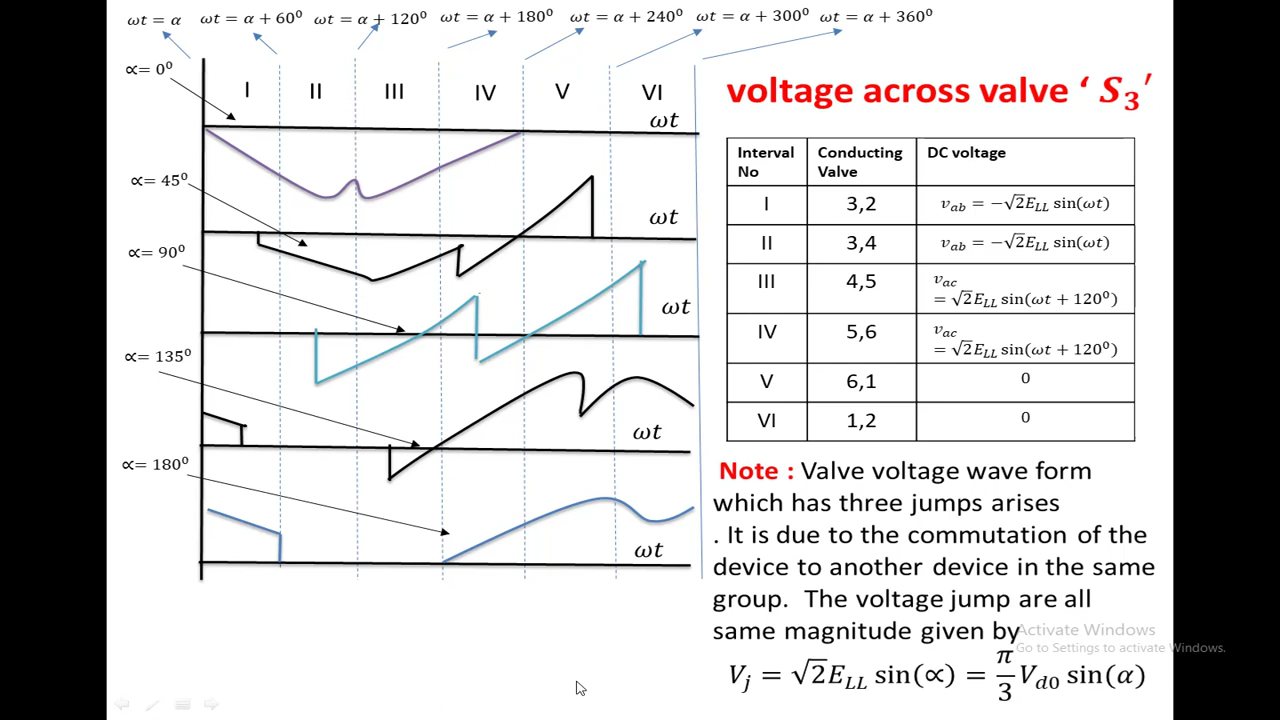 ωt = α ωt = α + 60⁰ ωt = α + 120⁰ ωt = α + 180⁰ ωt = α + 240⁰ ωt = α + 300⁰ ωt = α + 360⁰
∝= 0⁰
I II III IV V VI
ωt
∝= 45⁰
ωt
∝= 90⁰
ωt
∝= 135⁰
ωt
∝= 180⁰
ωt
voltage across valve ‘ S₃′
Interval No Conducting Valve DC voltage
I 3,2 v_ab = −√2E_LL sin(ωt)
II 3,4 v_ab = −√2E_LL sin(ωt)
III 4,5 v_ac
= √2E_LL sin(ωt + 120⁰)
IV 5,6 v_ac
= √2E_LL sin(ωt + 120⁰)
V 6,1 0
VI 1,2 0
Note : Valve voltage wave form
which has three jumps arises
. It is due to the commutation of the
device to another device in the same
group. The voltage jump are all
same magnitude given by
Activate Windows
Go to Settings to activate Windows.
V_j = √2E_LL sin(∝) = π/3 V_d0 sin(α)